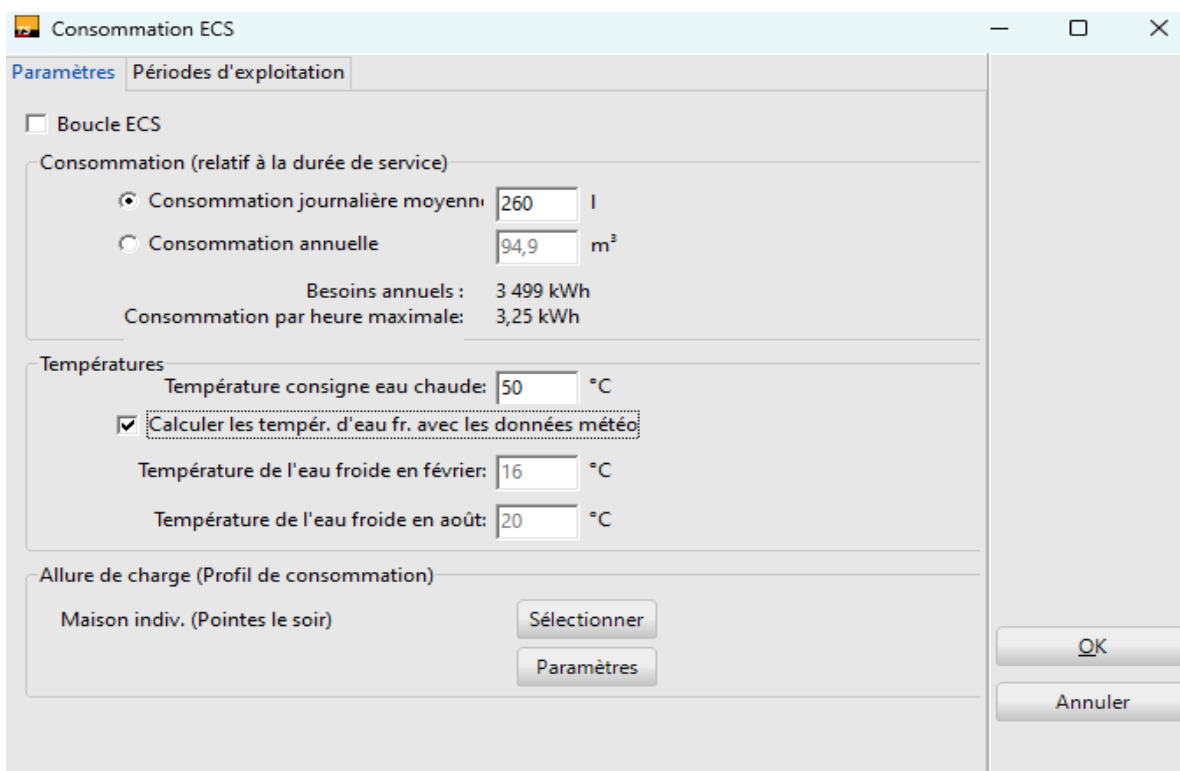 Consommation ECS
Paramètres Périodes d'exploitation
Boucle ECS
Consommation (relatif à la durée de service)
Consommation journalière moyenn 260 l
Consommation annuelle 94,9 m³
Besoins annuels : 3 499 kWh
Consommation par heure maximale: 3,25 kWh
Températures
Température consigne eau chaude: 50 °C
Calculer les tempér. d'eau fr. avec les données météo
Température de l'eau froide en février: 16 °C
Température de l'eau froide en août: 20 °C
Allure de charge (Profil de consommation)
Maison indiv. (Pointes le soir) Sélectionner
Paramètres
OK
Annuler